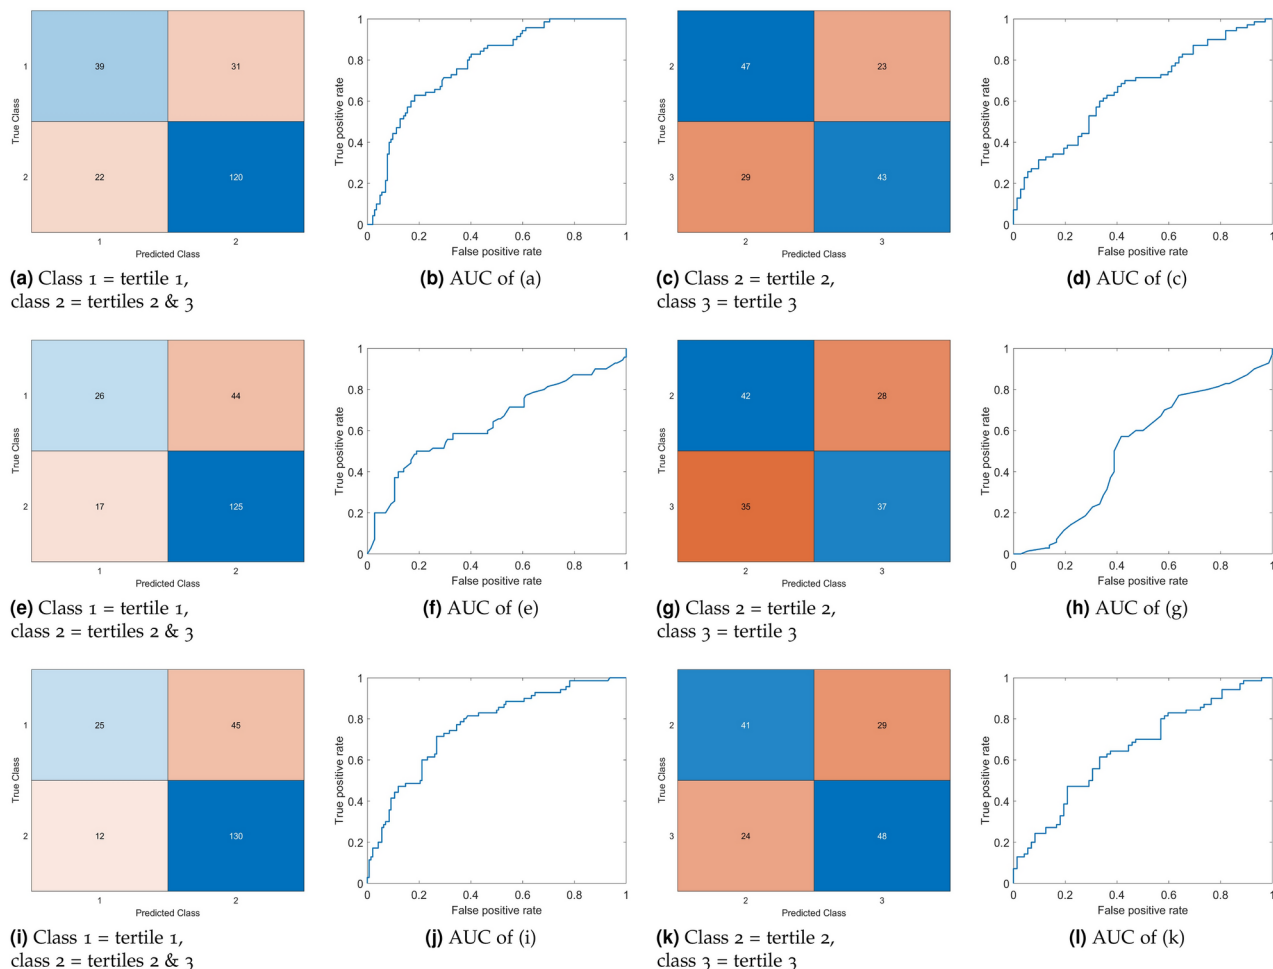 True Class
1
39
31
2
22
120
1
2
Predicted Class
(a) Class 1 = tertile 1,
class 2 = tertiles 2 & 3
True positive rate
1
0.8
0.6
0.4
0.2
0
0 0.2 0.4 0.6 0.8 1
False positive rate
(b) AUC of (a)
True Class
2
47
23
3
29
43
2
3
Predicted Class
(c) Class 2 = tertile 2,
class 3 = tertile 3
True positive rate
1
0.8
0.6
0.4
0.2
0
0 0.2 0.4 0.6 0.8 1
False positive rate
(d) AUC of (c)
True Class
1
26
44
2
17
125
1
2
Predicted Class
(e) Class 1 = tertile 1,
class 2 = tertiles 2 & 3
True positive rate
1
0.8
0.6
0.4
0.2
0
0 0.2 0.4 0.6 0.8 1
False positive rate
(f) AUC of (e)
True Class
2
42
28
3
35
37
2
3
Predicted Class
(g) Class 2 = tertile 2,
class 3 = tertile 3
True positive rate
1
0.8
0.6
0.4
0.2
0
0 0.2 0.4 0.6 0.8 1
False positive rate
(h) AUC of (g)
True Class
1
25
45
2
12
130
1
2
Predicted Class
(i) Class 1 = tertile 1,
class 2 = tertiles 2 & 3
True positive rate
1
0.8
0.6
0.4
0.2
0
0 0.2 0.4 0.6 0.8 1
False positive rate
(j) AUC of (i)
True Class
2
41
29
3
24
48
2
3
Predicted Class
(k) Class 2 = tertile 2,
class 3 = tertile 3
True positive rate
1
0.8
0.6
0.4
0.2
0
0 0.2 0.4 0.6 0.8 1
False positive rate
(l) AUC of (k)